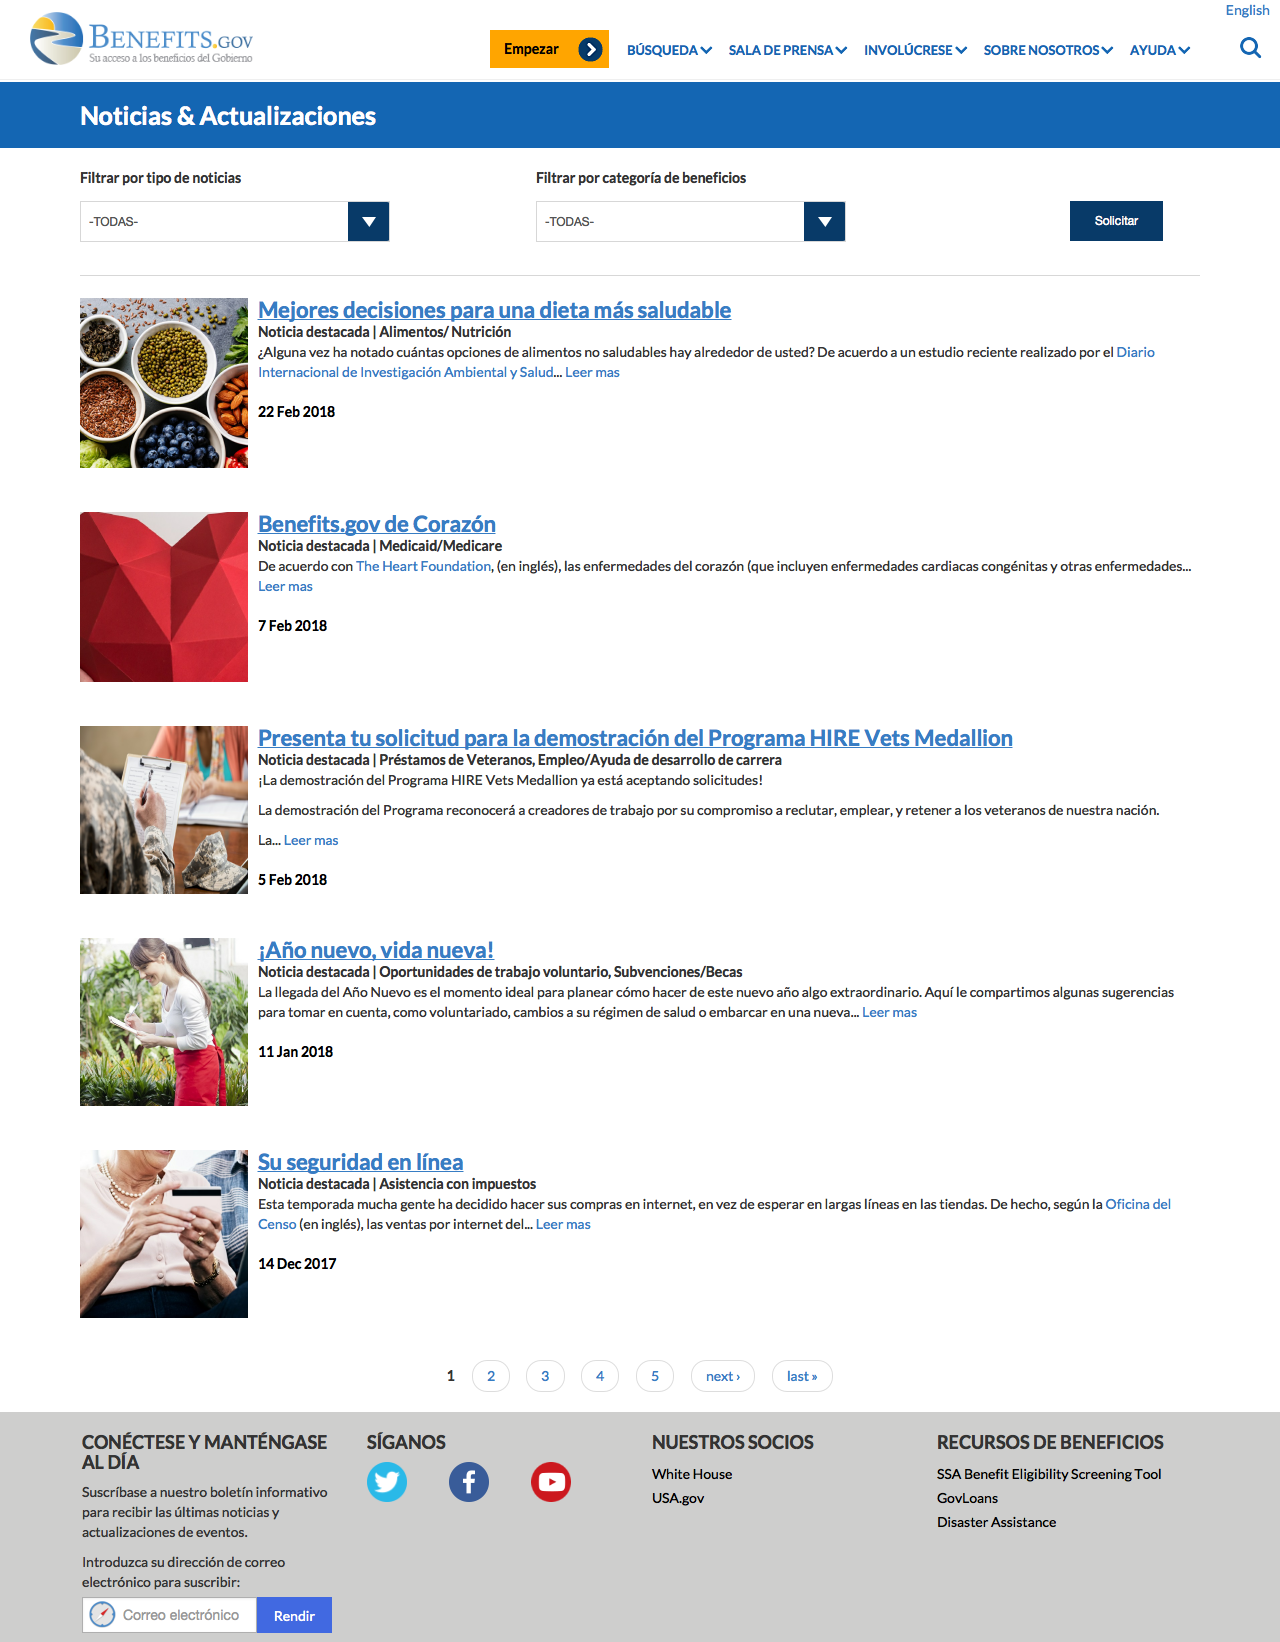 English
BENEFITS.GOV
Su acceso a los beneficios del Gobierno
Empezar
BÚSQUEDA
SALA DE PRENSA
INVOLÚCRESE
SOBRE NOSOTROS
AYUDA
Noticias & Actualizaciones
Filtrar por tipo de noticias
Filtrar por categoría de beneficios
-TODAS-
-TODAS-
Solicitar
Mejores decisiones para una dieta más saludable
Noticia destacada | Alimentos/ Nutrición
¿Alguna vez ha notado cuántas opciones de alimentos no saludables hay alrededor de usted? De acuerdo a un estudio reciente realizado por el Diario
Internacional de Investigación Ambiental y Salud... Leer mas
22 Feb 2018
Benefits.gov de Corazón
Noticia destacada | Medicaid/Medicare
De acuerdo con The Heart Foundation, (en inglés), las enfermedades del corazón (que incluyen enfermedades cardiacas congénitas y otras enfermedades...
Leer mas
7 Feb 2018
Presenta tu solicitud para la demostración del Programa HIRE Vets Medallion
Noticia destacada | Préstamos de Veteranos, Empleo/Ayuda de desarrollo de carrera
¡La demostración del Programa HIRE Vets Medallion ya está aceptando solicitudes!
La demostración del Programa reconocerá a creadores de trabajo por su compromiso a reclutar, emplear, y retener a los veteranos de nuestra nación.
La... Leer mas
5 Feb 2018
¡Año nuevo, vida nueva!
Noticia destacada | Oportunidades de trabajo voluntario, Subvenciones/Becas
La llegada del Año Nuevo es el momento ideal para planear cómo hacer de este nuevo año algo extraordinario. Aquí le compartimos algunas sugerencias
para tomar en cuenta, como voluntariado, cambios a su régimen de salud o embarcar en una nueva... Leer mas
11 Jan 2018
Su seguridad en línea
Noticia destacada | Asistencia con impuestos
Esta temporada mucha gente ha decidido hacer sus compras en internet, en vez de esperar en largas líneas en las tiendas. De hecho, según la Oficina del
Censo (en inglés), las ventas por internet del... Leer mas
14 Dec 2017
1 2 3 4 5 next › last »
CONÉCTESE Y MANTÉNGASE
AL DÍA
Suscríbase a nuestro boletín informativo
para recibir las últimas noticias y
actualizaciones de eventos.
Introduzca su dirección de correo
electrónico para suscribir:
Correo electrónico
Rendir
SÍGANOS
NUESTROS SOCIOS
White House
USA.gov
RECURSOS DE BENEFICIOS
SSA Benefit Eligibility Screening Tool
GovLoans
Disaster Assistance